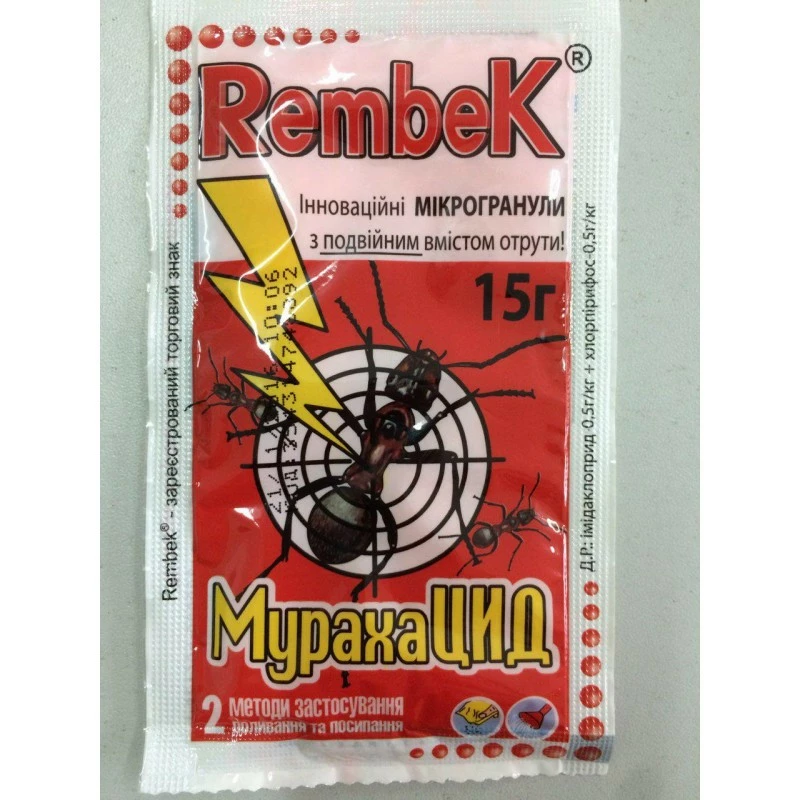 RembeK®
Інноваційні МІКРОГРАНУЛИ
з подвійним вмістом отрути!
15г
Rembek® - зареєстрований торговий знак
Д.Р.: імідаклоприд-0,5г/кг + хлорпірифос-0,5г/кг
МурахаЦИД
2 методи застосування
поливання та посипання